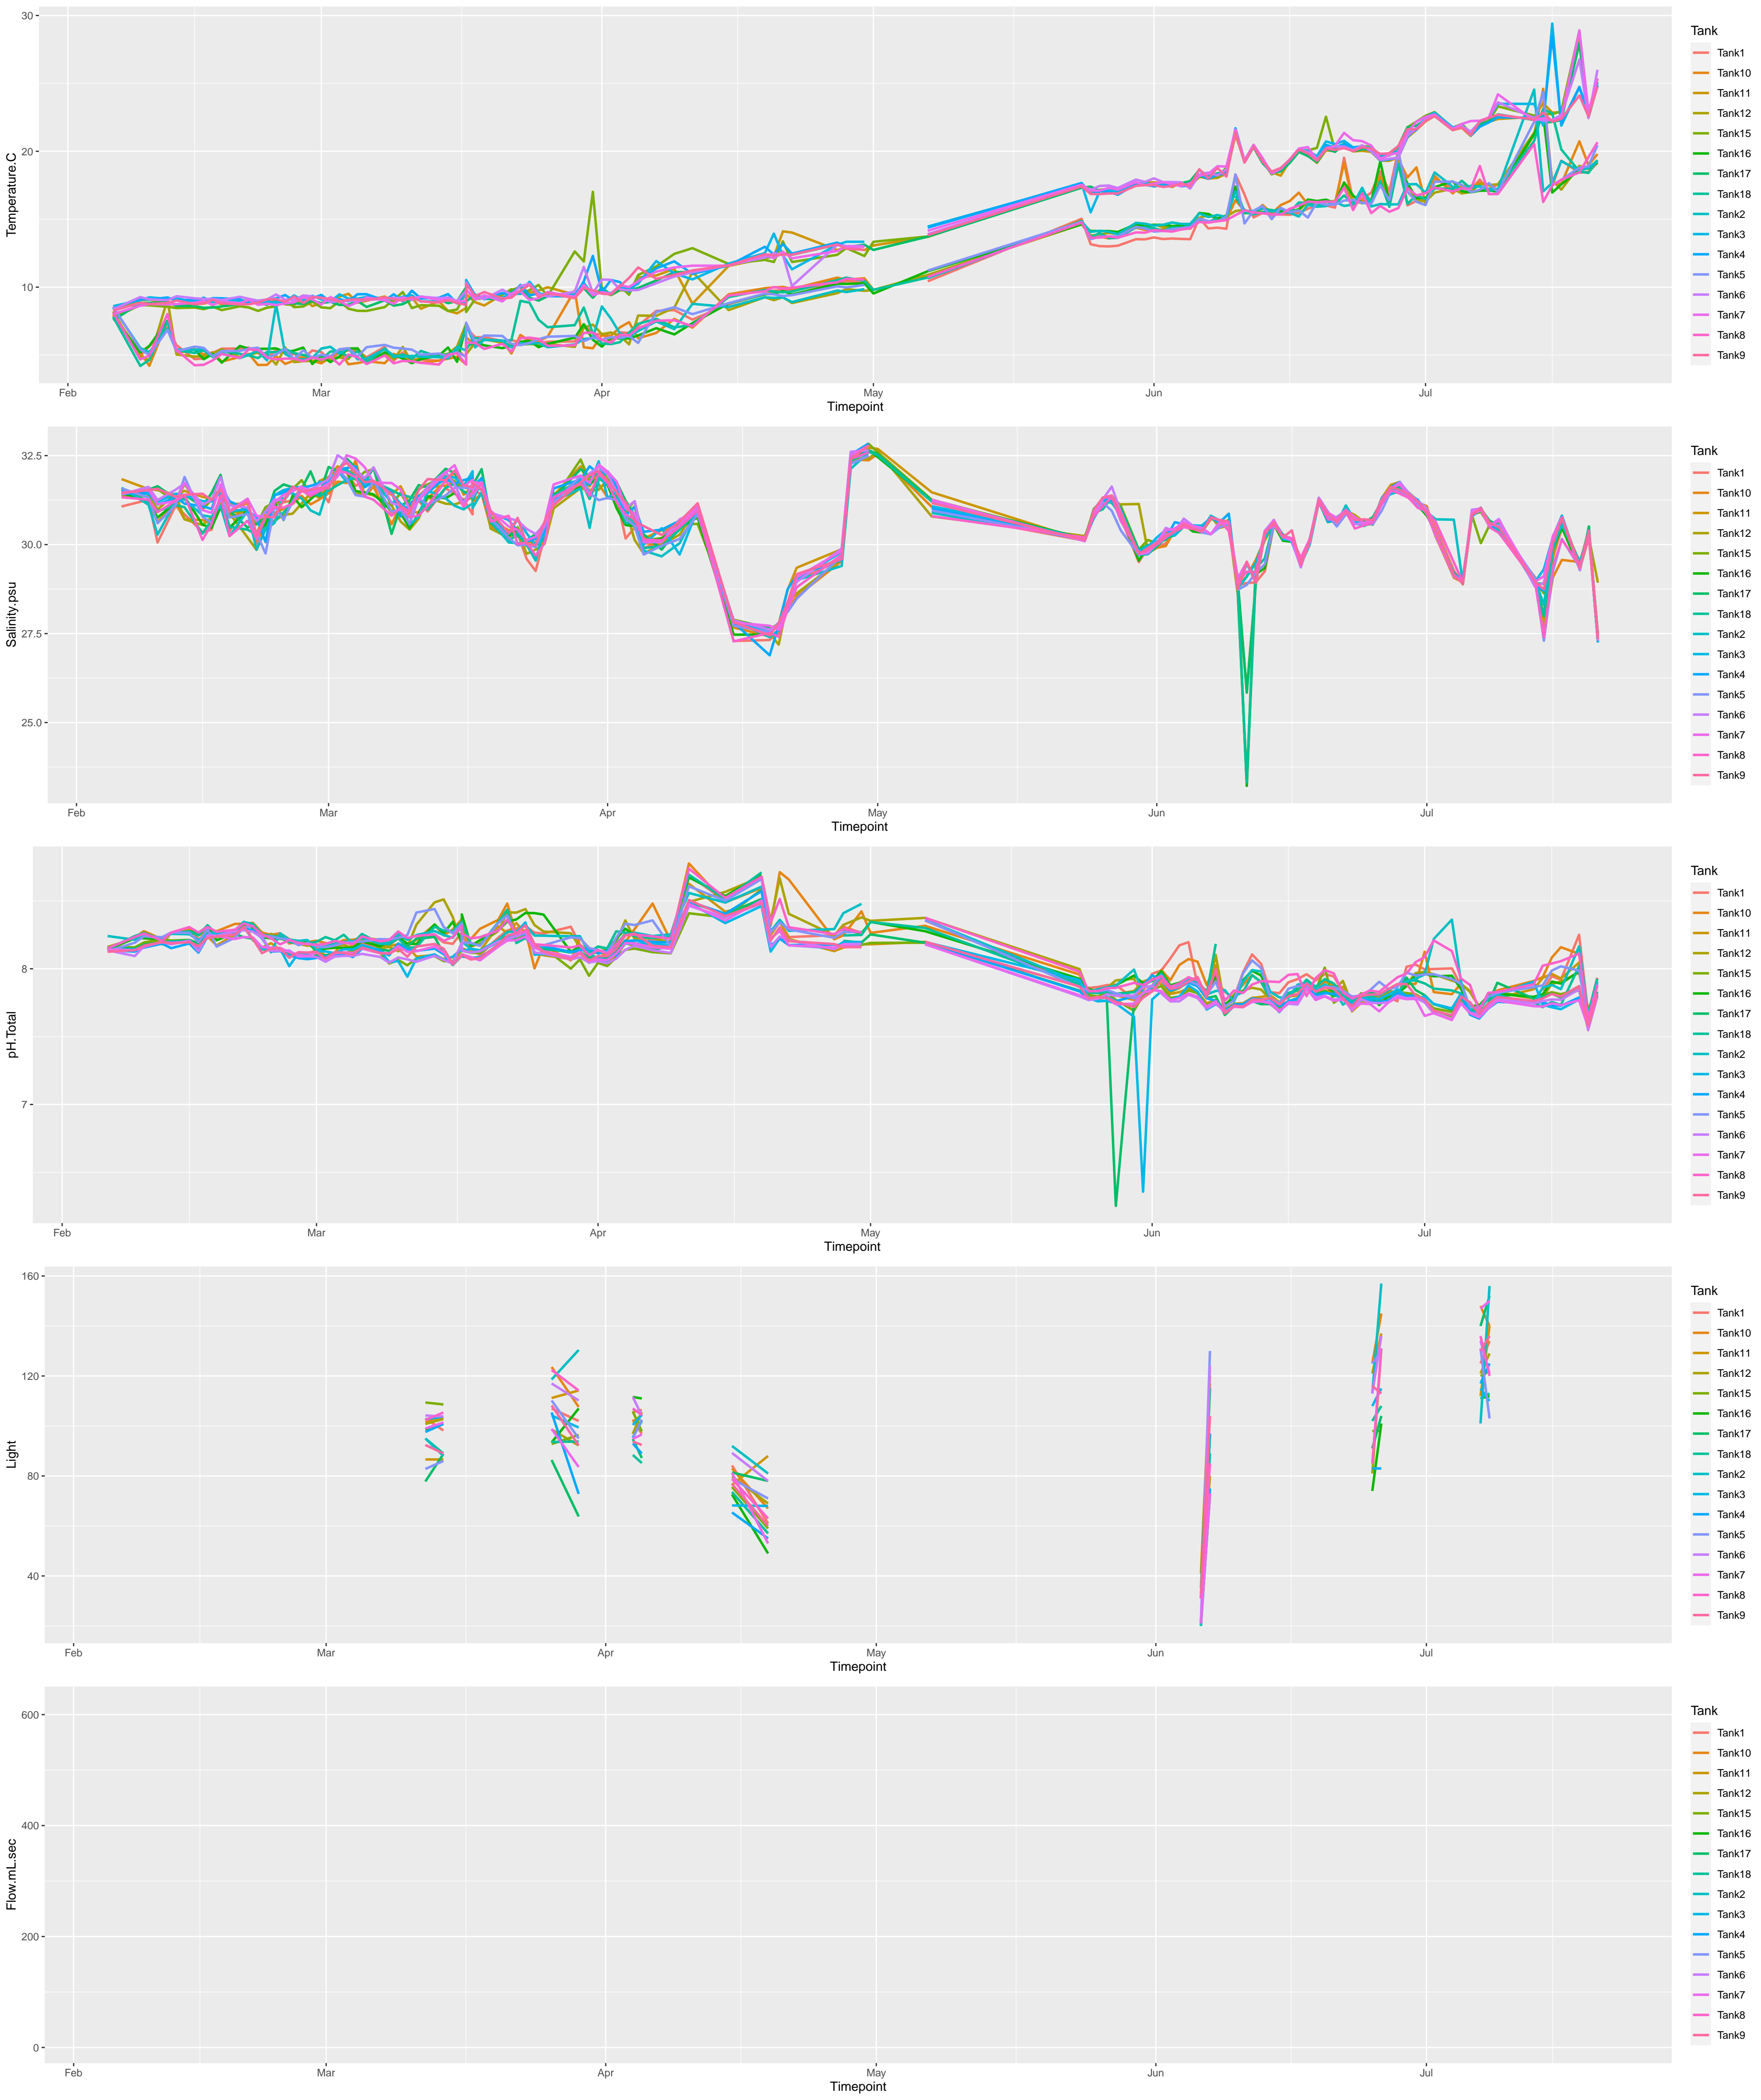 Temperature.C
30
20
10
Feb Mar Apr May Jun Jul
Timepoint
Tank
Tank1
Tank10
Tank11
Tank12
Tank15
Tank16
Tank17
Tank18
Tank2
Tank3
Tank4
Tank5
Tank6
Tank7
Tank8
Tank9
Salinity.psu
32.5
30.0
27.5
25.0
Feb Mar Apr May Jun Jul
Timepoint
Tank
Tank1
Tank10
Tank11
Tank12
Tank15
Tank16
Tank17
Tank18
Tank2
Tank3
Tank4
Tank5
Tank6
Tank7
Tank8
Tank9
pH.Total
8
7
Feb Mar Apr May Jun Jul
Timepoint
Tank
Tank1
Tank10
Tank11
Tank12
Tank15
Tank16
Tank17
Tank18
Tank2
Tank3
Tank4
Tank5
Tank6
Tank7
Tank8
Tank9
Light
160
120
80
40
Feb Mar Apr May Jun Jul
Timepoint
Tank
Tank1
Tank10
Tank11
Tank12
Tank15
Tank16
Tank17
Tank18
Tank2
Tank3
Tank4
Tank5
Tank6
Tank7
Tank8
Tank9
Flow.mL.sec
600
400
200
0
Feb Mar Apr May Jun Jul
Timepoint
Tank
Tank1
Tank10
Tank11
Tank12
Tank15
Tank16
Tank17
Tank18
Tank2
Tank3
Tank4
Tank5
Tank6
Tank7
Tank8
Tank9